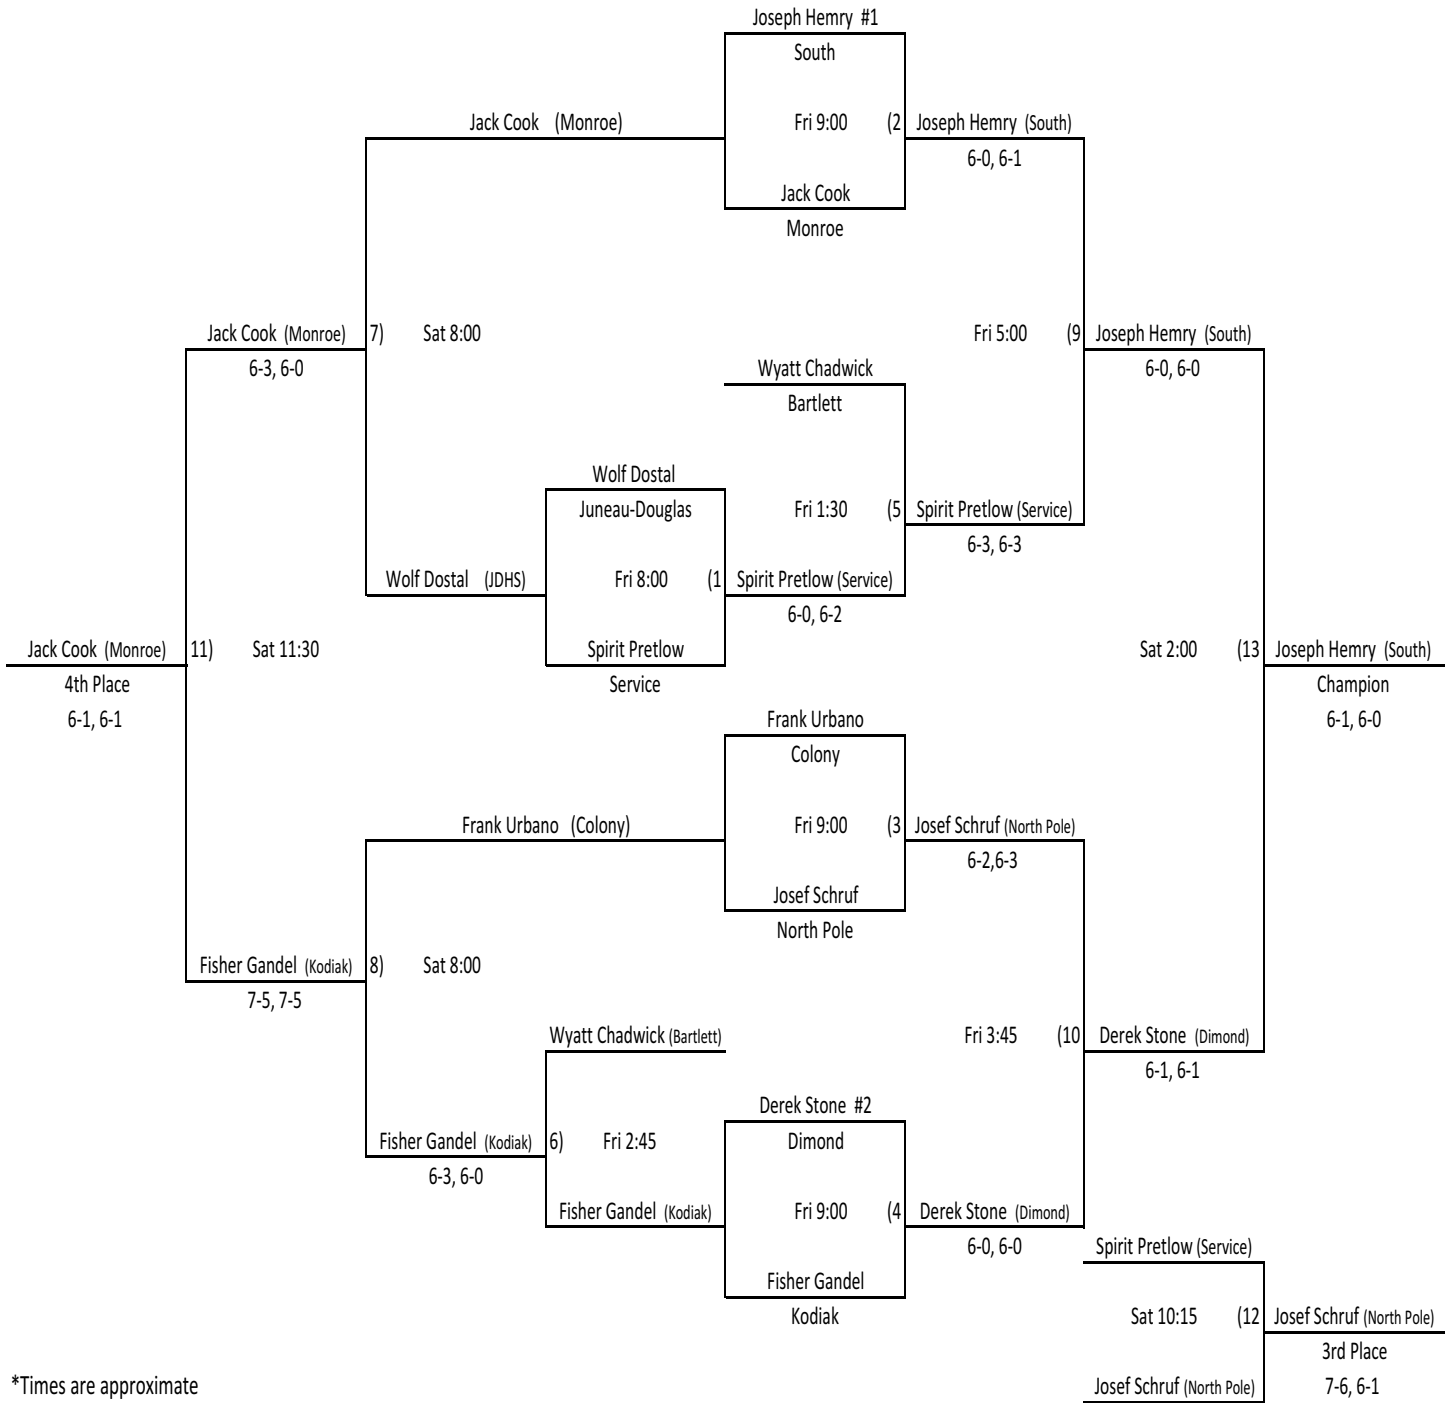 Joseph Hemry #1
South
Jack Cook (Monroe)
Fri 9:00 (2
Joseph Hemry (South)
6-0, 6-1
Jack Cook
Monroe
Jack Cook (Monroe)
7) Sat 8:00
Fri 5:00 (9
Joseph Hemry (South)
6-3, 6-0
Wyatt Chadwick
6-0, 6-0
Bartlett
Wolf Dostal
Juneau-Douglas
Fri 1:30 (5
Spirit Pretlow (Service)
6-3, 6-3
Wolf Dostal (JDHS)
Fri 8:00 (1
Spirit Pretlow (Service)
6-0, 6-2
Jack Cook (Monroe)
11) Sat 11:30
Spirit Pretlow
Sat 2:00 (13
Joseph Hemry (South)
4th Place
Service
Champion
6-1, 6-1
Frank Urbano
6-1, 6-0
Colony
Frank Urbano (Colony)
Fri 9:00 (3
Josef Schruf (North Pole)
6-2,6-3
Josef Schruf
North Pole
Fisher Gandel (Kodiak)
8) Sat 8:00
7-5, 7-5
Wyatt Chadwick (Bartlett)
Fri 3:45 (10
Derek Stone (Dimond)
6-1, 6-1
Derek Stone #2
Fisher Gandel (Kodiak)
6) Fri 2:45
Dimond
6-3, 6-0
Fisher Gandel (Kodiak)
Fri 9:00 (4
Derek Stone (Dimond)
6-0, 6-0
Spirit Pretlow (Service)
Fisher Gandel
Kodiak
Sat 10:15 (12
Josef Schruf (North Pole)
3rd Place
*Times are approximate
Josef Schruf (North Pole)
7-6, 6-1